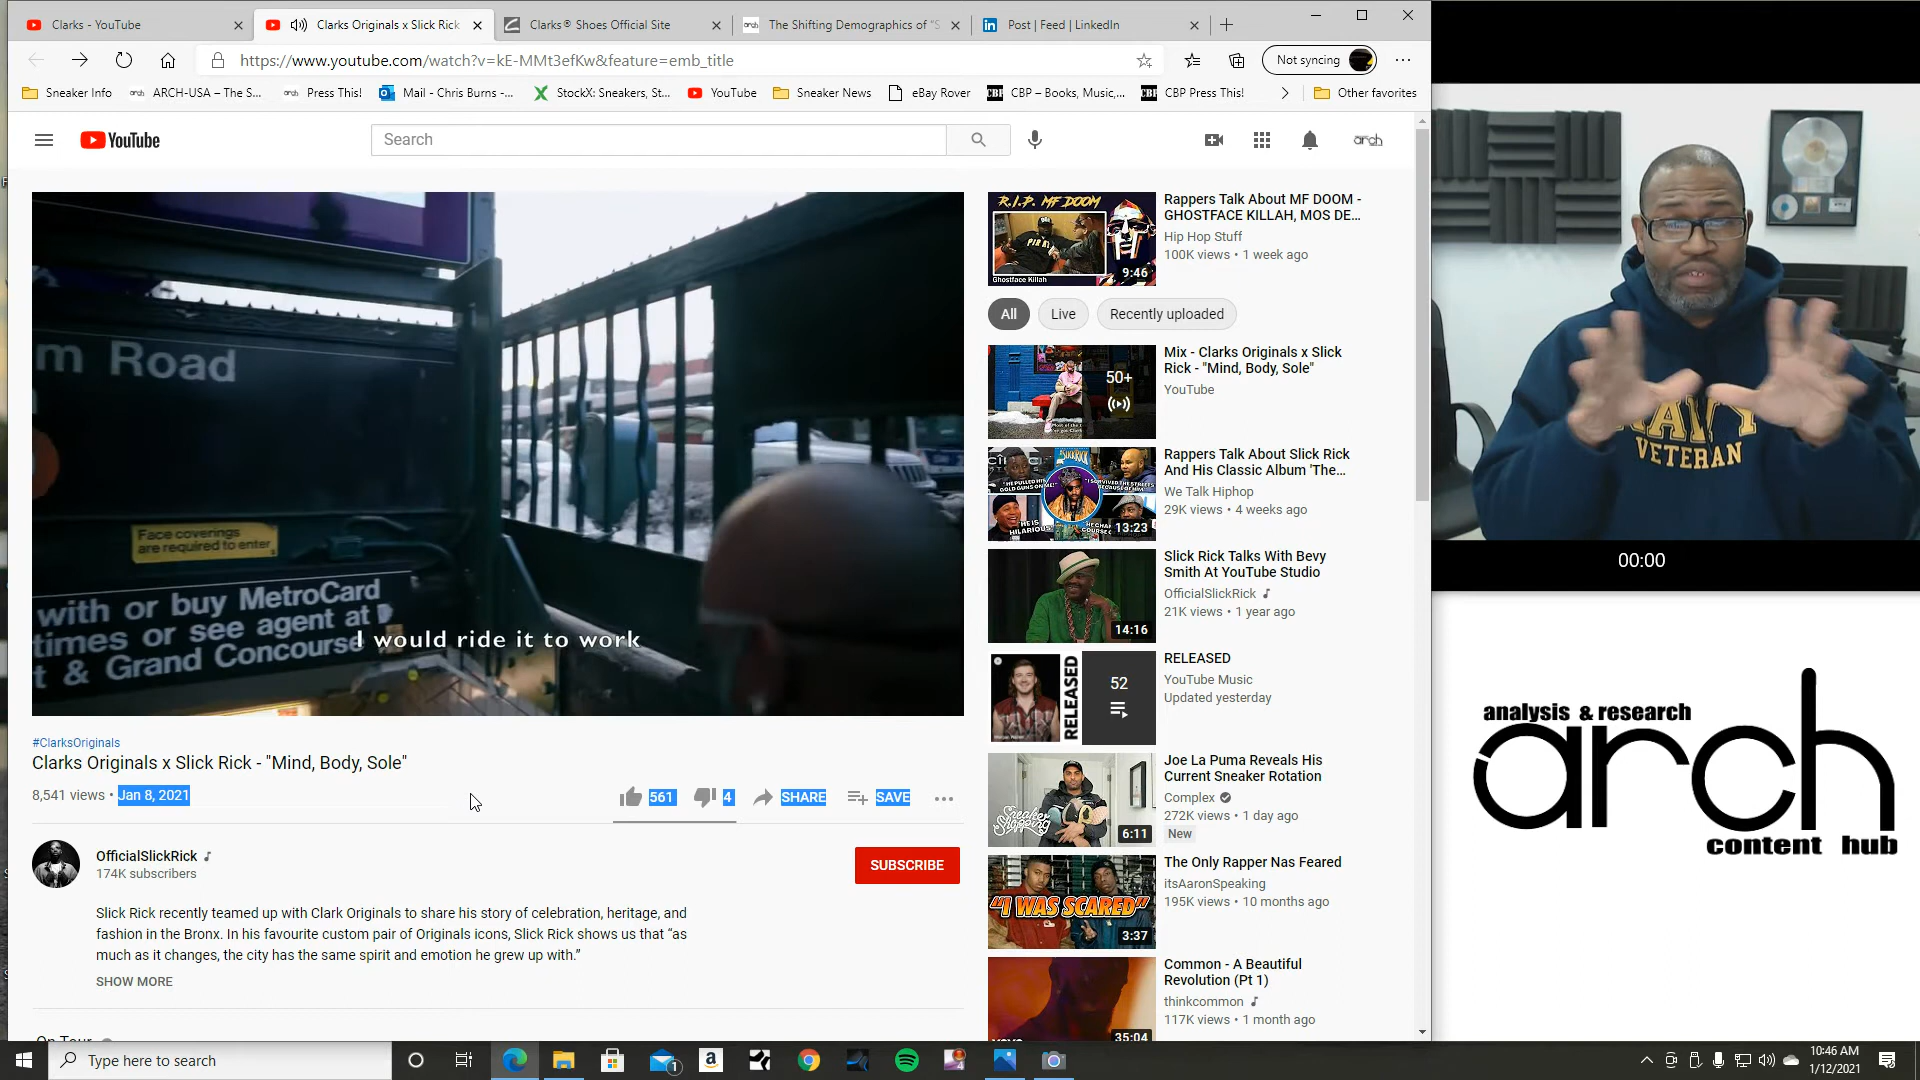 Clarks - YouTube
Clarks Originals x Slick Rick
Clarks® Shoes Official Site
The Shifting Demographics of "S
Post | Feed | LinkedIn
https://www.youtube.com/watch?v=kE-MMt3efKw&feature=emb_title
Not syncing
Sneaker Info
ARCH-USA – The S...
Press This!
Mail - Chris Burns -...
StockX: Sneakers, St...
YouTube
Sneaker News
eBay Rover
CBP – Books, Music,...
CBP Press This!
Other favorites
YouTube
Search
arch
m Road
Face coverings
are required to enter
with or buy MetroCard
times or see agent at
t & Grand Concourse
I would ride it to work
#ClarksOriginals
Clarks Originals x Slick Rick - "Mind, Body, Sole"
8,541 views • Jan 8, 2021
561
4
SHARE
SAVE
OfficialSlickRick
174K subscribers
SUBSCRIBE
Slick Rick recently teamed up with Clark Originals to share his story of celebration, heritage, and
fashion in the Bronx. In his favourite custom pair of Originals icons, Slick Rick shows us that “as
much as it changes, the city has the same spirit and emotion he grew up with.”
SHOW MORE
On Tour
R.I.P. MF DOOM
Ghostface Killah
9:46
Rappers Talk About MF DOOM -
GHOSTFACE KILLAH, MOS DE...
Hip Hop Stuff
100K views • 1 week ago
All
Live
Recently uploaded
50+
Mix - Clarks Originals x Slick
Rick - "Mind, Body, Sole"
YouTube
13:23
Rappers Talk About Slick Rick
And His Classic Album 'The...
We Talk Hiphop
29K views • 4 weeks ago
14:16
Slick Rick Talks With Bevy
Smith At YouTube Studio
OfficialSlickRick
21K views • 1 year ago
RELEASED
52
RELEASED
YouTube Music
Updated yesterday
Sneaker
Shopping
6:11
Joe La Puma Reveals His
Current Sneaker Rotation
Complex
272K views • 1 day ago
New
"I WAS SCARED"
3:37
The Only Rapper Nas Feared
itsAaronSpeaking
195K views • 10 months ago
35:04
Common - A Beautiful
Revolution (Pt 1)
thinkcommon
117K views • 1 month ago
NAVY
VETERAN
00:00
analysis & research
arch
content hub
Type here to search
1
10:46 AM
1/12/2021